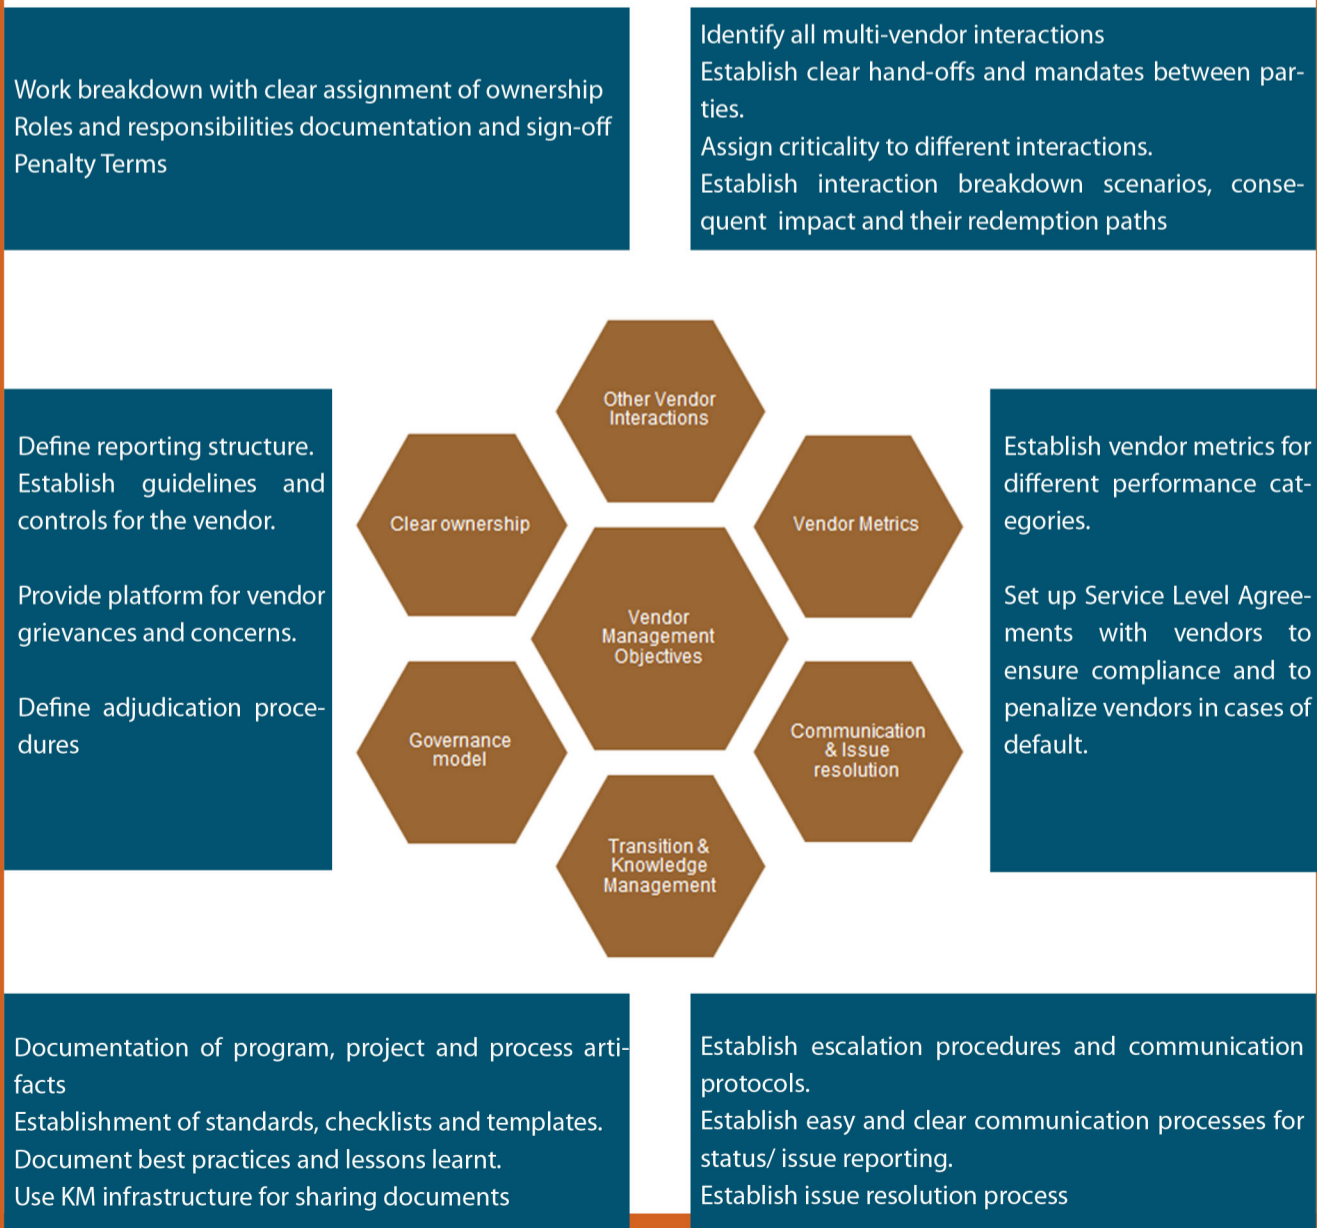 Work breakdown with clear assignment of ownership
Roles and responsibilities documentation and sign-off
Penalty Terms
Identify all multi-vendor interactions
Establish clear hand-offs and mandates between par-
ties.
Assign criticality to different interactions.
Establish interaction breakdown scenarios, conse-
quent impact and their redemption paths
Define reporting structure.
Establish guidelines and
controls for the vendor.
Provide platform for vendor
grievances and concerns.
Define adjudication proce-
dures
Other Vendor
Interactions
Clear ownership
Vendor Metrics
Vendor
Management
Objectives
Governance
model
Communication
& Issue
resolution
Transition &
Knowledge
Management
Establish vendor metrics for
different performance cat-
egories.
Set up Service Level Agree-
ments with vendors to
ensure compliance and to
penalize vendors in cases of
default.
Documentation of program, project and process arti-
facts
Establishment of standards, checklists and templates.
Document best practices and lessons learnt.
Use KM infrastructure for sharing documents
Establish escalation procedures and communication
protocols.
Establish easy and clear communication processes for
status/ issue reporting.
Establish issue resolution process